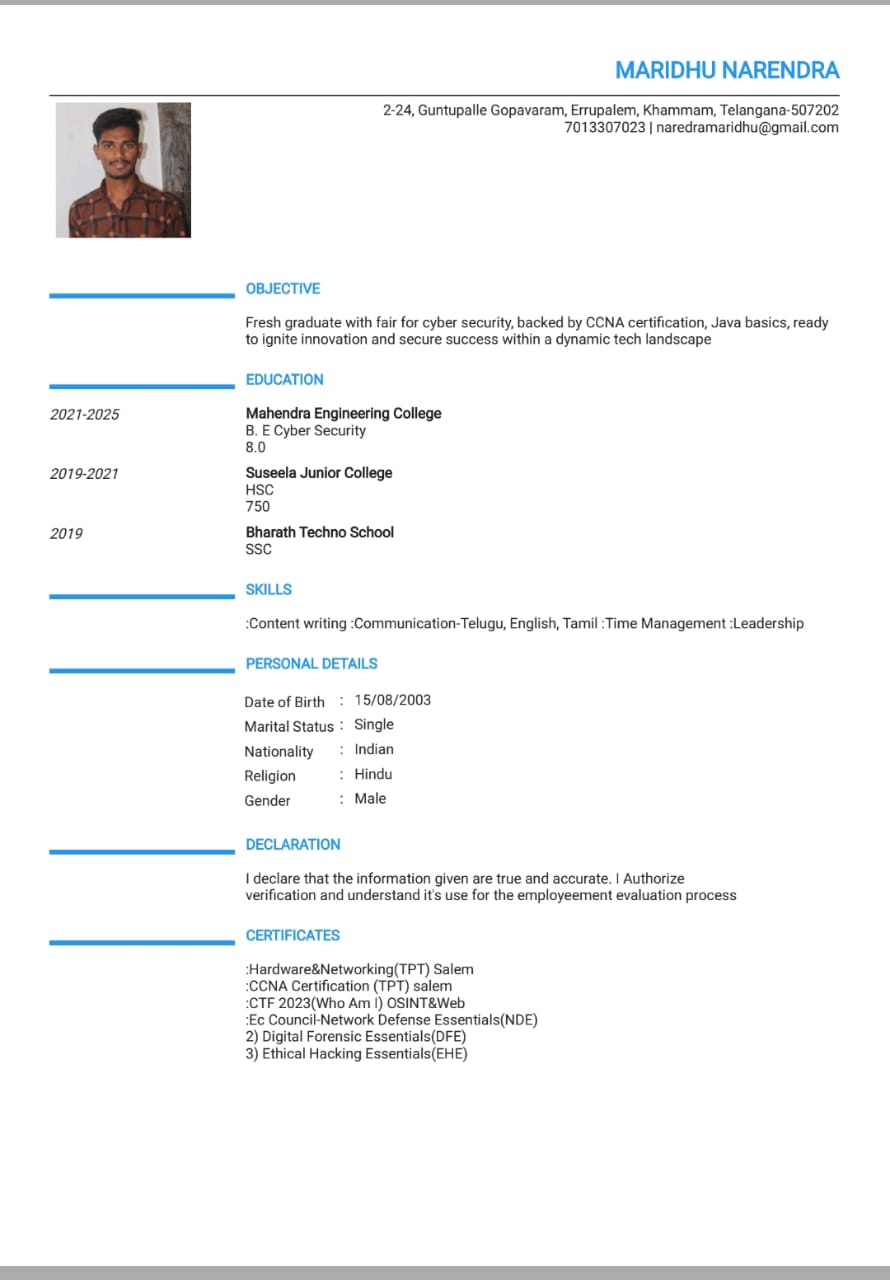 MARIDHU NARENDRA
2-24, Guntupalle Gopavaram, Errupalem, Khammam, Telangana-507202
7013307023 | naredramaridhu@gmail.com
OBJECTIVE
Fresh graduate with fair for cyber security, backed by CCNA certification, Java basics, ready
to ignite innovation and secure success within a dynamic tech landscape
EDUCATION
2021-2025 Mahendra Engineering College
B. E Cyber Security
8.0
2019-2021 Suseela Junior College
HSC
750
2019 Bharath Techno School
SSC
SKILLS
:Content writing :Communication-Telugu, English, Tamil :Time Management :Leadership
PERSONAL DETAILS
Date of Birth : 15/08/2003
Marital Status : Single
Nationality : Indian
Religion : Hindu
Gender : Male
DECLARATION
I declare that the information given are true and accurate. I Authorize
verification and understand it's use for the employeement evaluation process
CERTIFICATES
:Hardware&Networking(TPT) Salem
:CCNA Certification (TPT) salem
:CTF 2023(Who Am I) OSINT&Web
:Ec Council-Network Defense Essentials(NDE)
2) Digital Forensic Essentials(DFE)
3) Ethical Hacking Essentials(EHE)